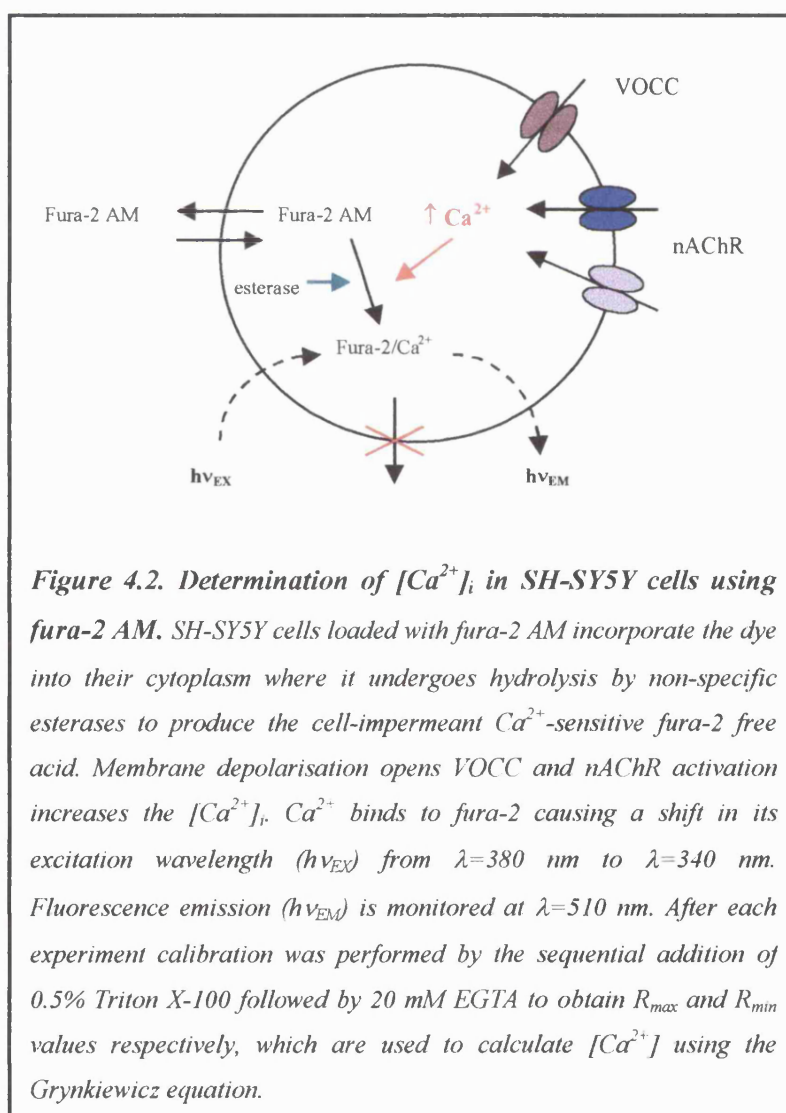 VOCC
Fura-2 AM
Fura-2 AM
↑ Ca²⁺
nAChR
esterase
Fura-2/Ca²⁺
hν_EX
hν_EM
Figure 4.2. Determination of [Ca²⁺]ᵢ in SH-SY5Y cells using
fura-2 AM. SH-SY5Y cells loaded with fura-2 AM incorporate the dye
into their cytoplasm where it undergoes hydrolysis by non-specific
esterases to produce the cell-impermeant Ca²⁺-sensitive fura-2 free
acid. Membrane depolarisation opens VOCC and nAChR activation
increases the [Ca²⁺]ᵢ. Ca²⁺ binds to fura-2 causing a shift in its
excitation wavelength (hν_EX) from λ=380 nm to λ=340 nm.
Fluorescence emission (hν_EM) is monitored at λ=510 nm. After each
experiment calibration was performed by the sequential addition of
0.5% Triton X-100 followed by 20 mM EGTA to obtain R_max and R_min
values respectively, which are used to calculate [Ca²⁺] using the
Grynkiewicz equation.